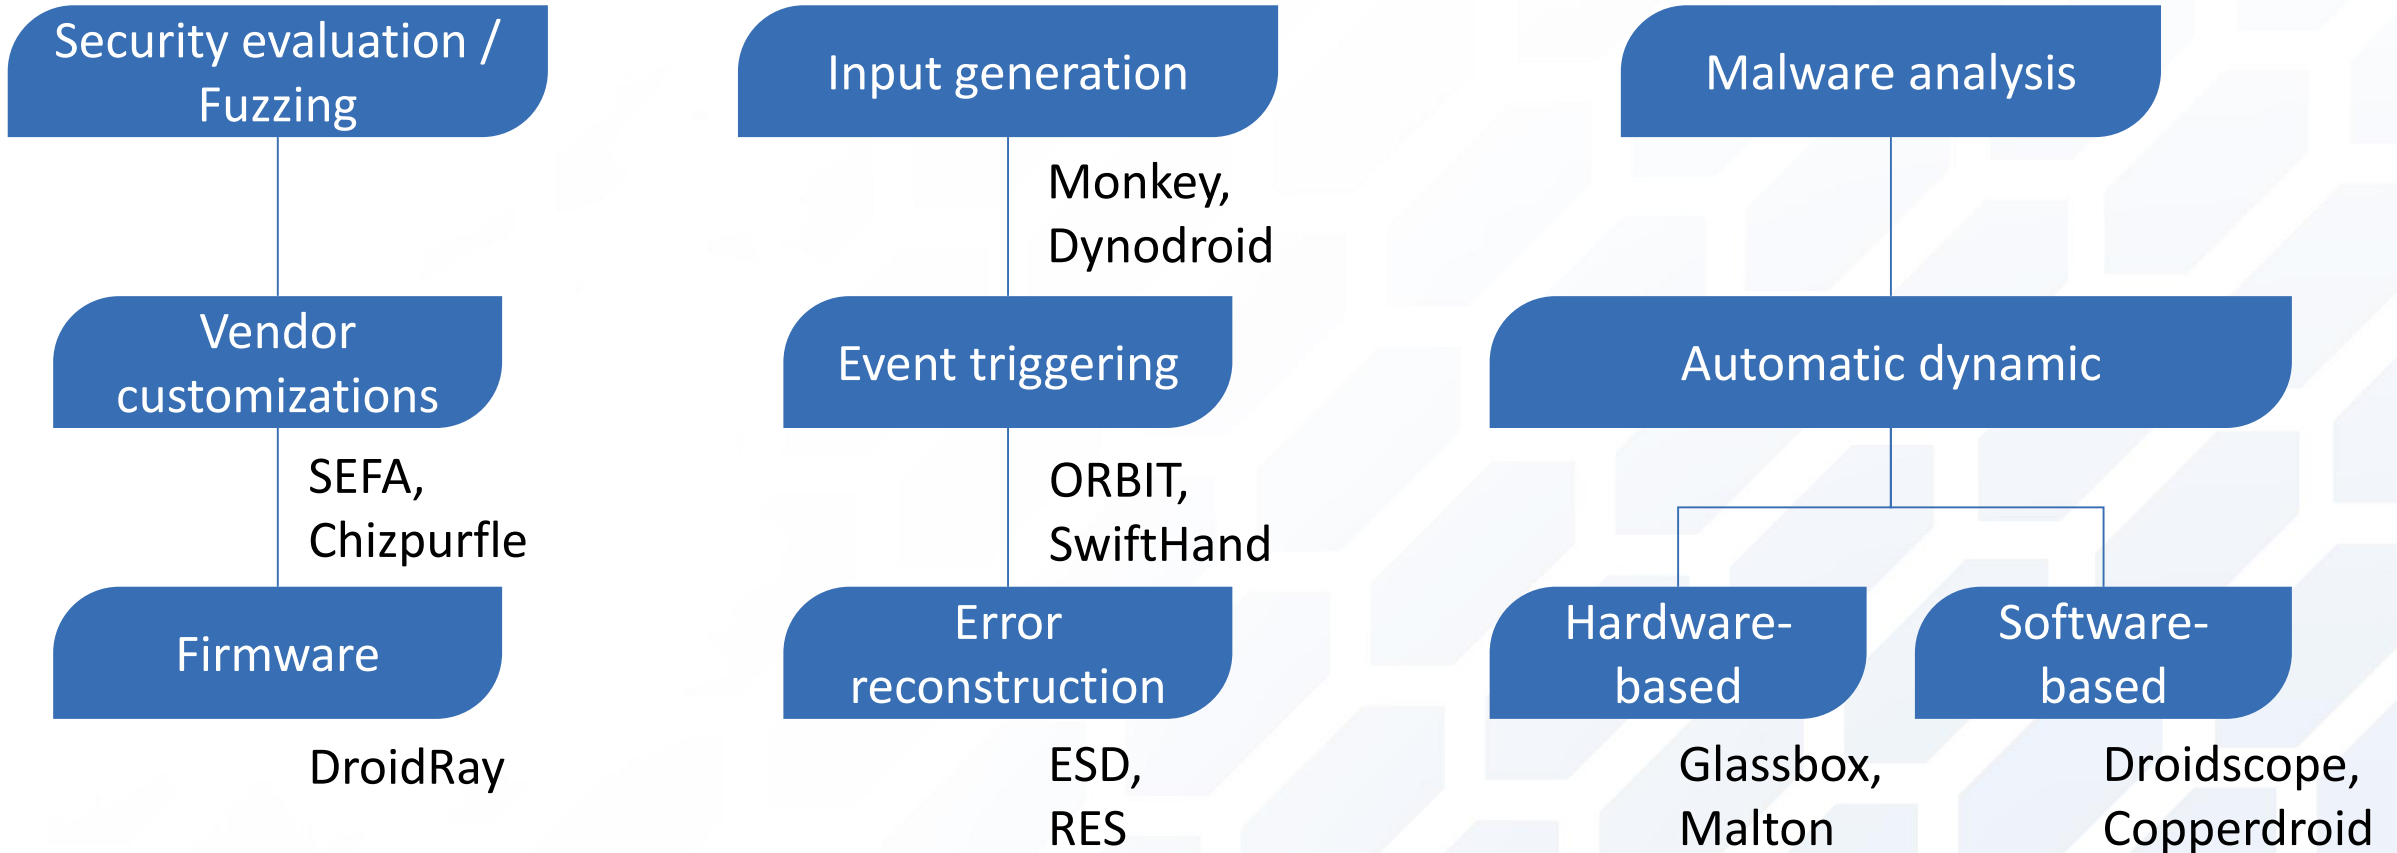 Security evaluation /
Fuzzing
Vendor
customizations
SEFA,
Chizpurfle
Firmware
DroidRay
Input generation
Monkey,
Dynodroid
Event triggering
ORBIT,
SwiftHand
Error
reconstruction
ESD,
RES
Malware analysis
Automatic dynamic
Hardware-
based
Glassbox,
Malton
Software-
based
Droidscope,
Copperdroid